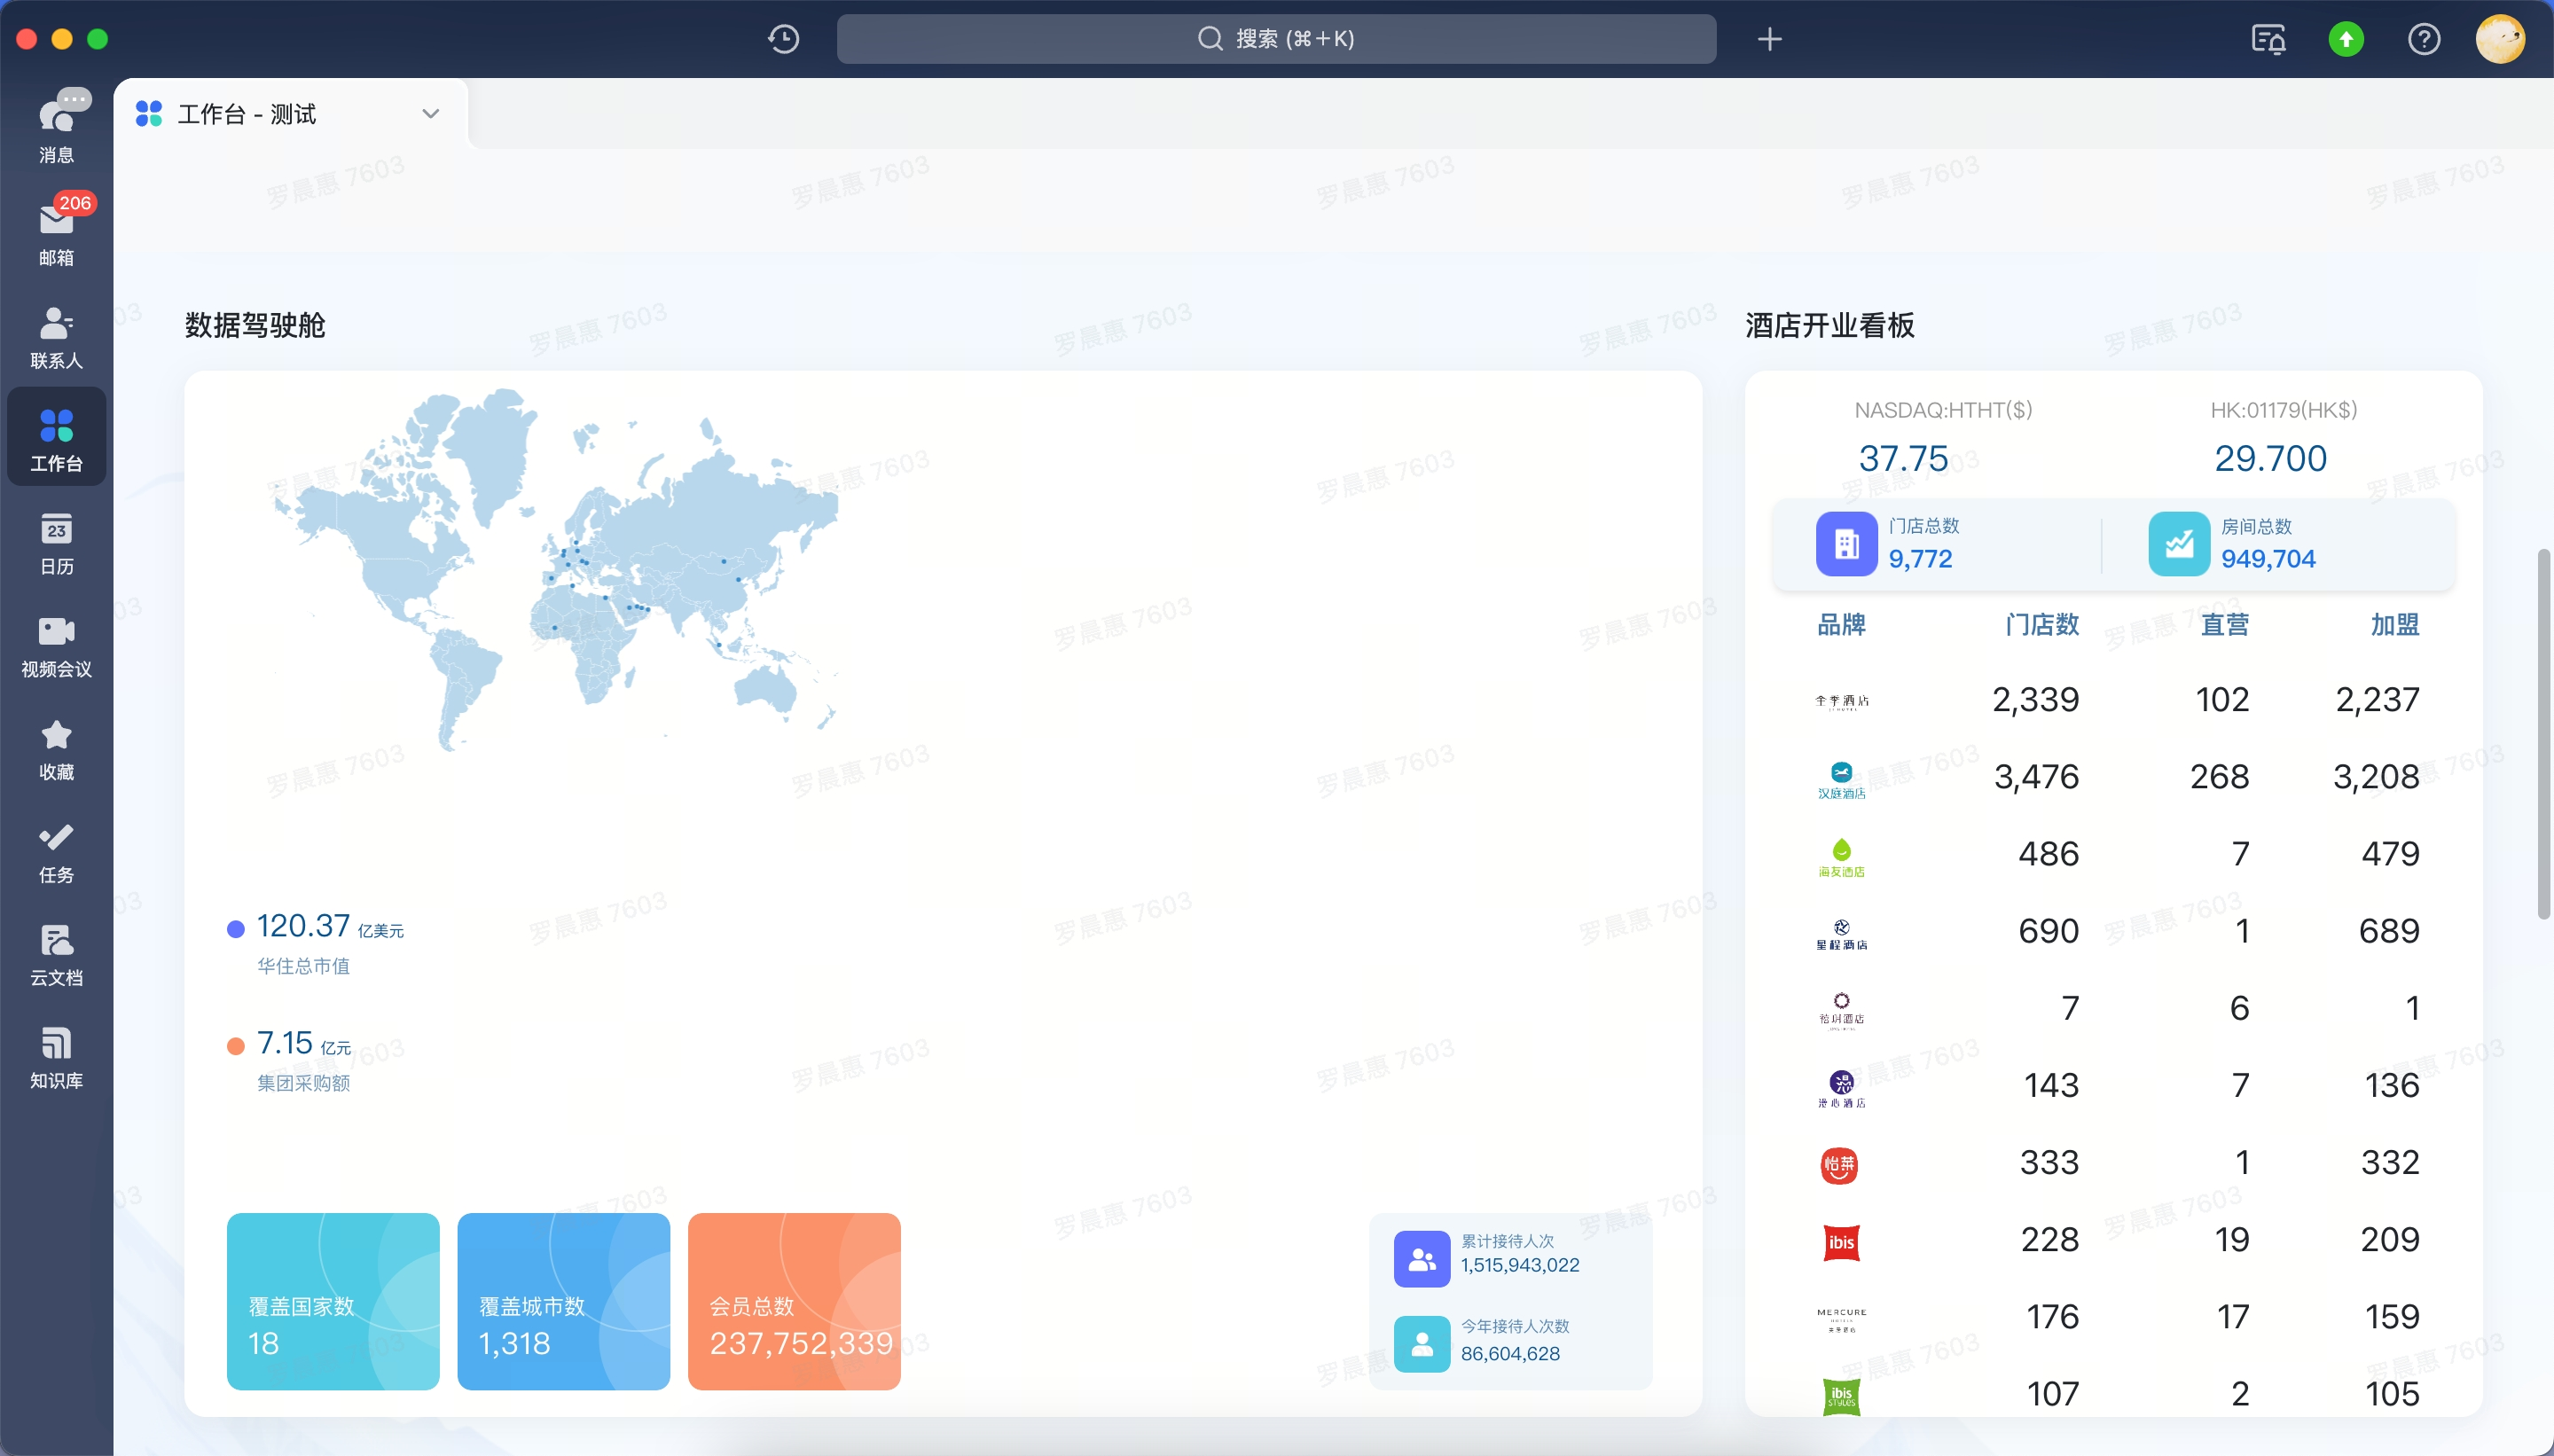 搜索 (⌘+K)
消息
206
邮箱
联系人
工作台
23
日历
视频会议
收藏
任务
云文档
知识库
工作台 - 测试
罗晨惠 7603
数据驾驶舱
120.37 亿美元
华住总市值
7.15 亿元
集团采购额
覆盖国家数
18
覆盖城市数
1,318
会员总数
237,752,339
累计接待人次
1,515,943,022
今年接待人次数
86,604,628
酒店开业看板
NASDAQ:HTHT($) HK:01179(HK$)
37.75 29.700
门店总数 房间总数
9,772 949,704
品牌 门店数 直营 加盟
全季酒店 2,339 102 2,237
汉庭酒店 3,476 268 3,208
海友酒店 486 7 479
星程酒店 690 1 689
7 6 1
漫心酒店 143 7 136
怡莱 333 1 332
ibis 228 19 209
MERCURE 176 17 159
ibis STYLES 107 2 105